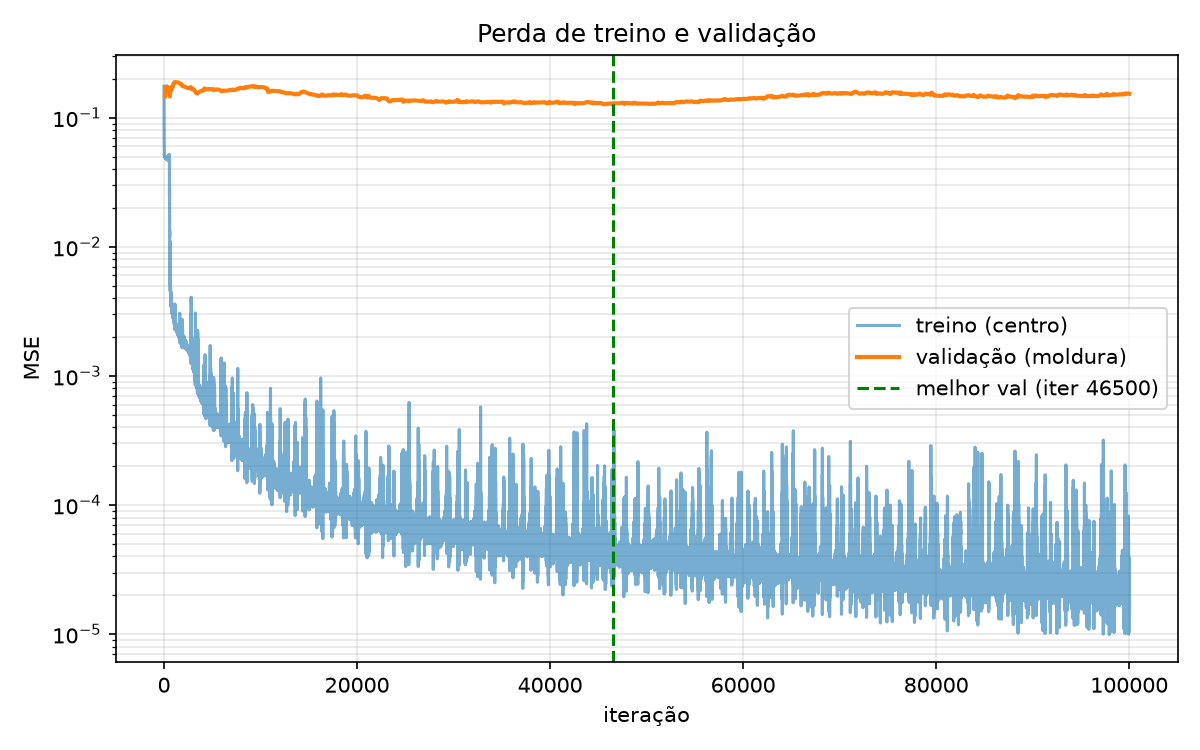 Perda de treino e validação
MSE
10⁻¹
10⁻²
10⁻³
10⁻⁴
10⁻⁵
treino (centro)
validação (moldura)
melhor val (iter 46500)
0 20000 40000 60000 80000 100000
iteração